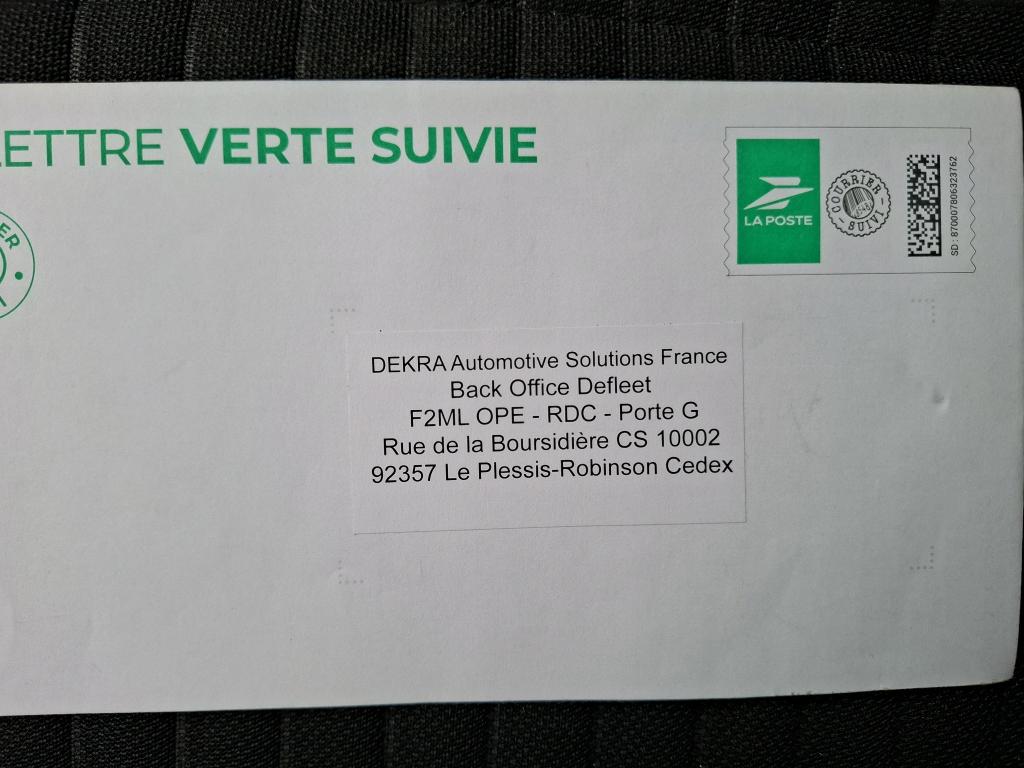 LETTRE VERTE SUIVIE
LA POSTE
COURRIER
SUIVI
SD : 870007806323762
DEKRA Automotive Solutions France
Back Office Defleet
F2ML OPE - RDC - Porte G
Rue de la Boursidière CS 10002
92357 Le Plessis-Robinson Cedex